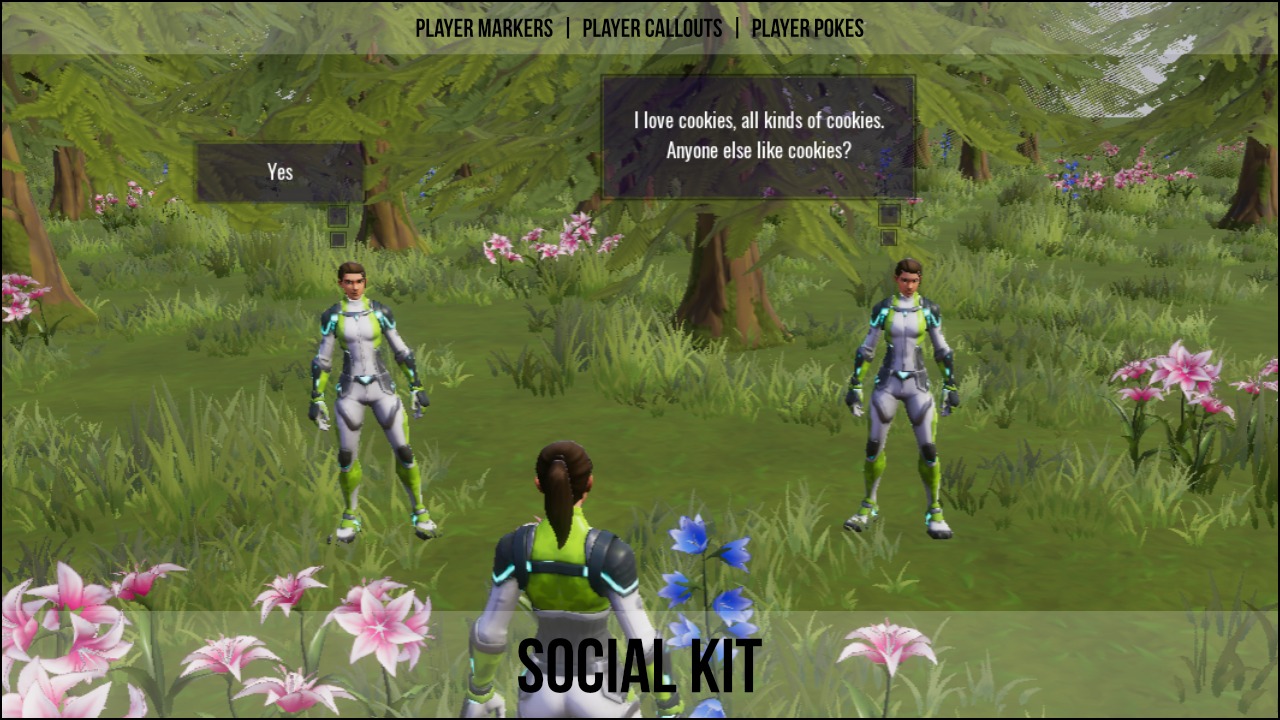 PLAYER MARKERS | PLAYER CALLOUTS | PLAYER POKES
I love cookies, all kinds of cookies.
Anyone else like cookies?
Yes
SOCIAL KIT